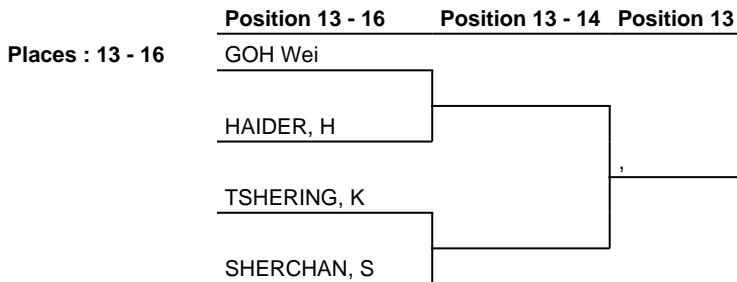 Position 13 - 16 Position 13 - 14 Position 13
Places : 13 - 16 GOH Wei
HAIDER, H
,
TSHERING, K
SHERCHAN, S